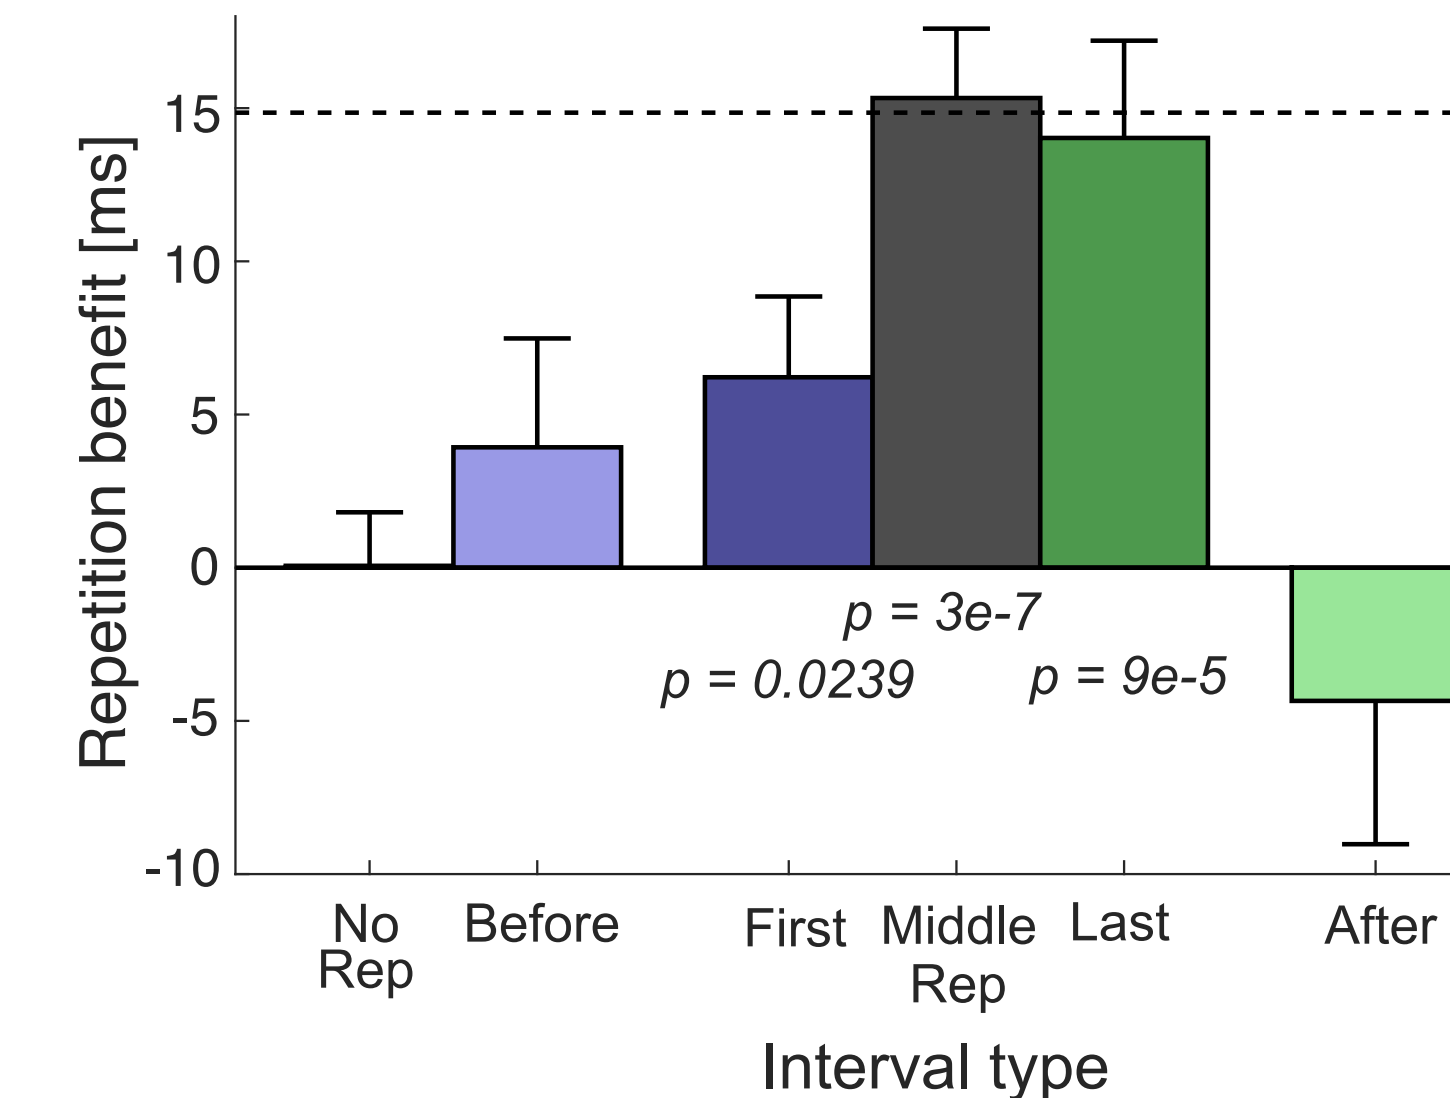 Repetition benefit [ms]
15
10
5
0
-5
-10
p = 3e-7
p = 0.0239
p = 9e-5
No
Rep
Before
First
Middle
Rep
Last
After
Interval type